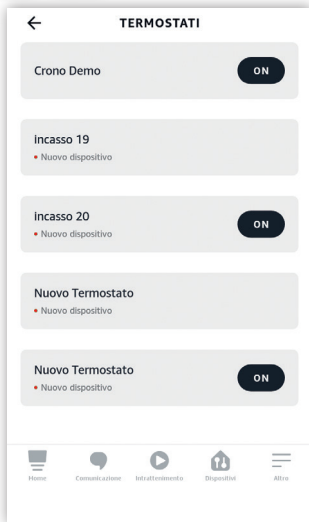 TERMOSTATI
Crono Demo
ON
incasso 19
Nuovo dispositivo
incasso 20
Nuovo dispositivo
ON
Nuovo Termostato
Nuovo dispositivo
Nuovo Termostato
Nuovo dispositivo
ON
Home Comunicazione Intrattenimento Dispositivi Altro